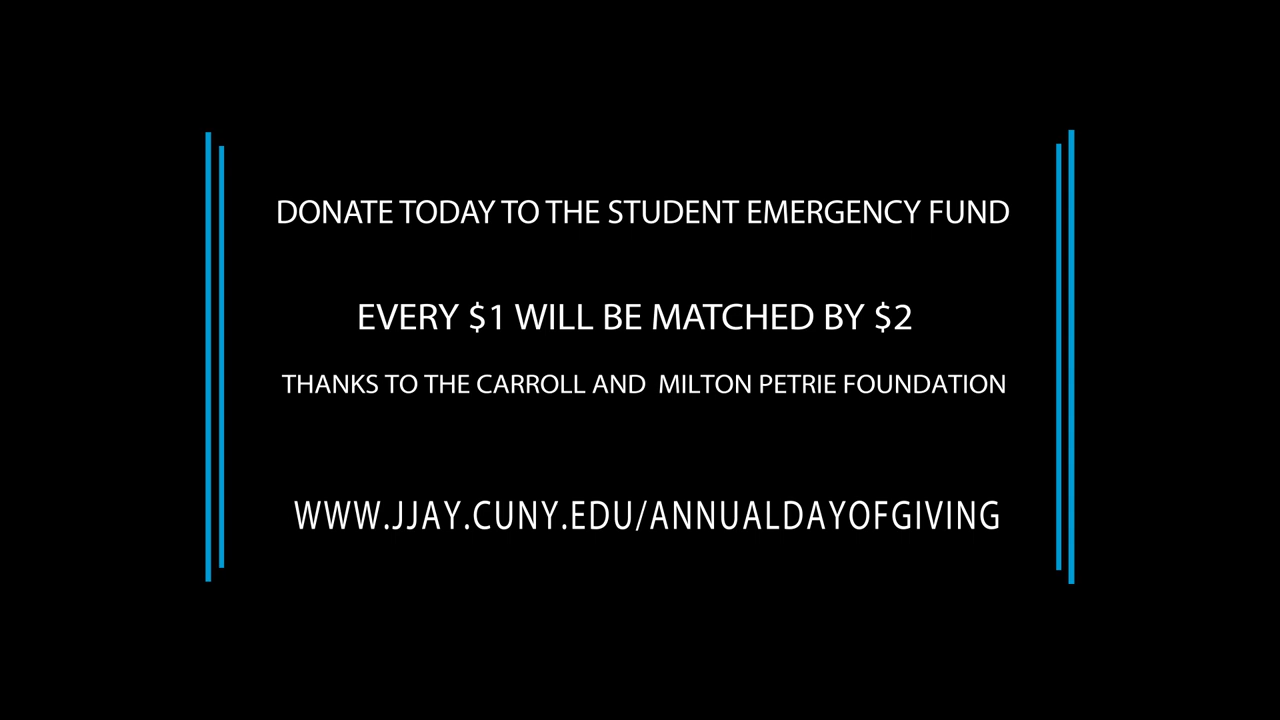 DONATE TODAY TO THE STUDENT EMERGENCY FUND
EVERY $1 WILL BE MATCHED BY $2
THANKS TO THE CARROLL AND MILTON PETRIE FOUNDATION
WWW.JJAY.CUNY.EDU/ANNUALDAYOFGIVING